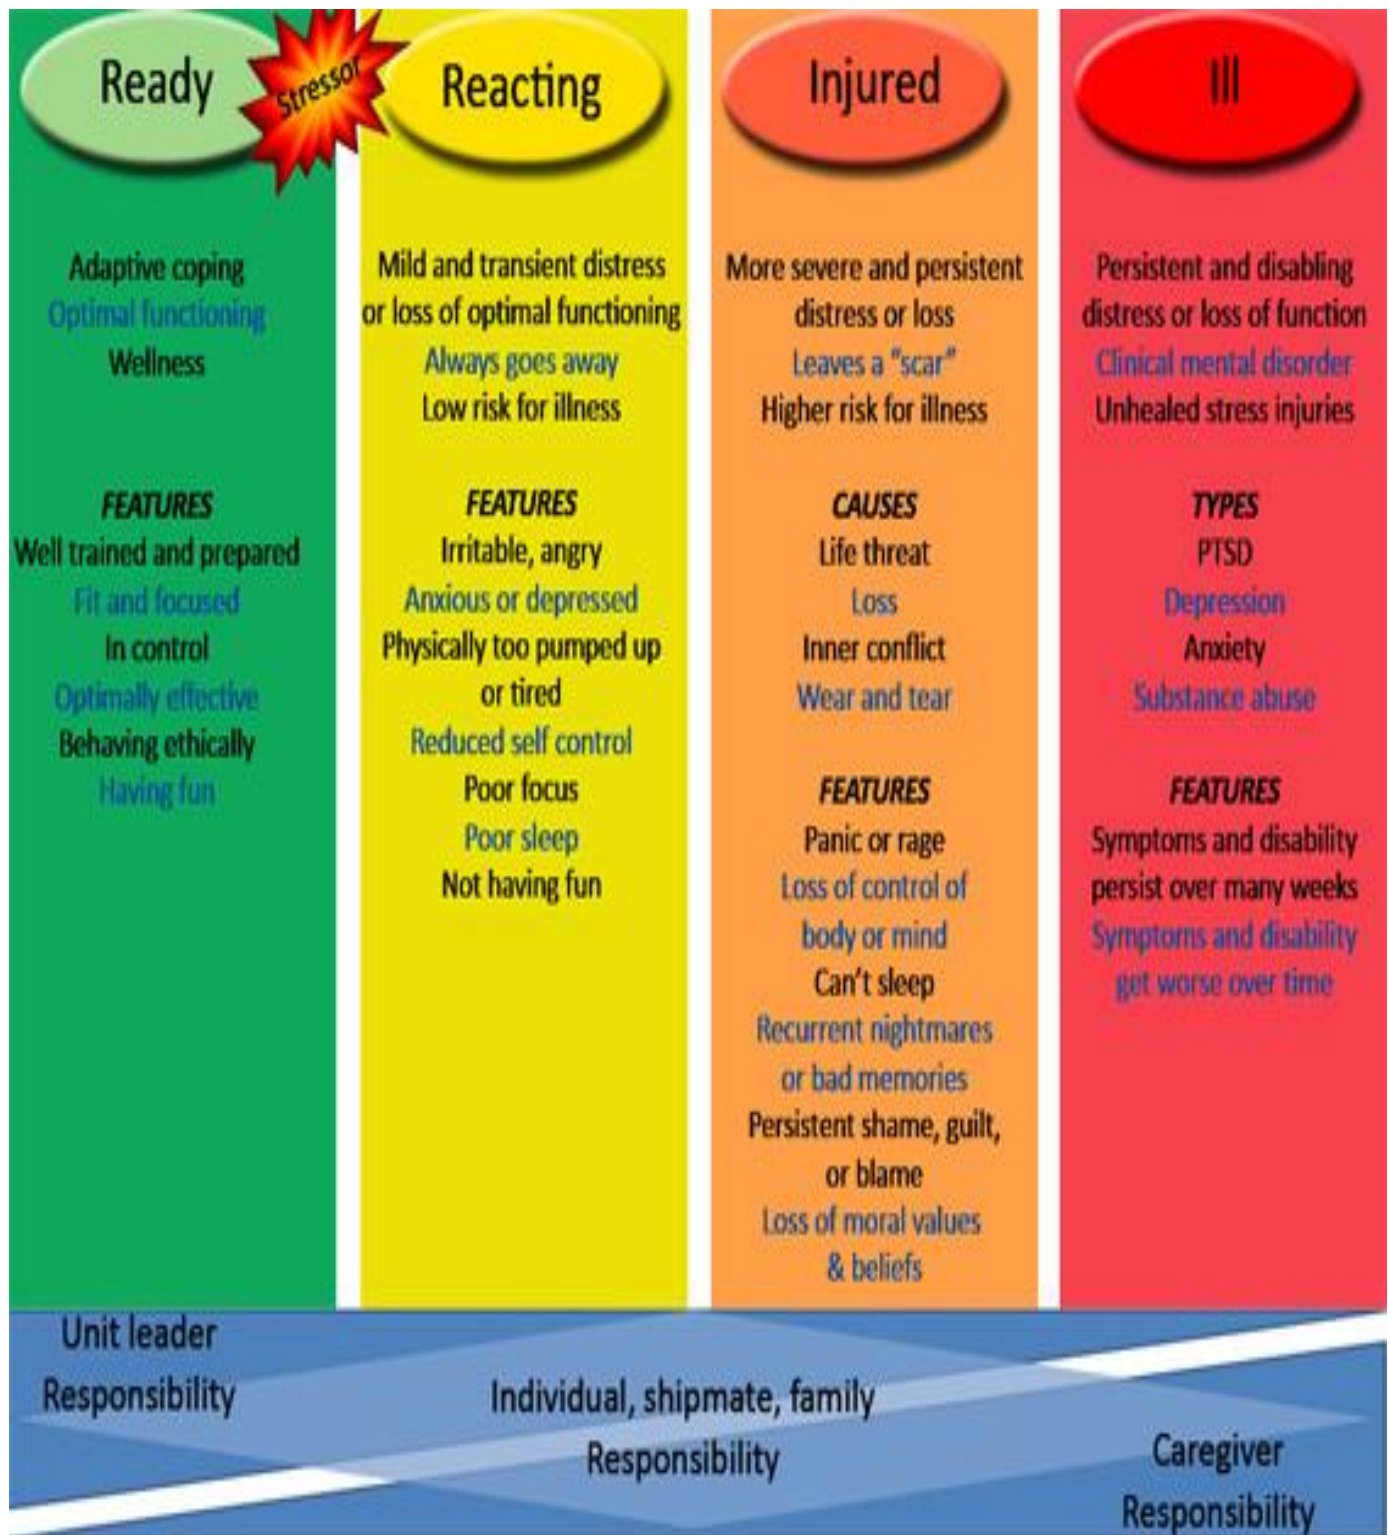 Ready
Stressor
Adaptive coping
Optimal functioning
Wellness
FEATURES
Well trained and prepared
Fit and focused
In control
Optimally effective
Behaving ethically
Having fun
Reacting
Mild and transient distress
or loss of optimal functioning
Always goes away
Low risk for illness
FEATURES
Irritable, angry
Anxious or depressed
Physically too pumped up
or tired
Reduced self control
Poor focus
Poor sleep
Not having fun
Injured
More severe and persistent
distress or loss
Leaves a "scar"
Higher risk for illness
CAUSES
Life threat
Loss
Inner conflict
Wear and tear
FEATURES
Panic or rage
Loss of control of
body or mind
Can't sleep
Recurrent nightmares
or bad memories
Persistent shame, guilt,
or blame
Loss of moral values
& beliefs
Ill
Persistent and disabling
distress or loss of function
Clinical mental disorder
Unhealed stress injuries
TYPES
PTSD
Depression
Anxiety
Substance abuse
FEATURES
Symptoms and disability
persist over many weeks
Symptoms and disability
get worse over time
Unit leader
Responsibility
Individual, shipmate, family
Responsibility
Caregiver
Responsibility